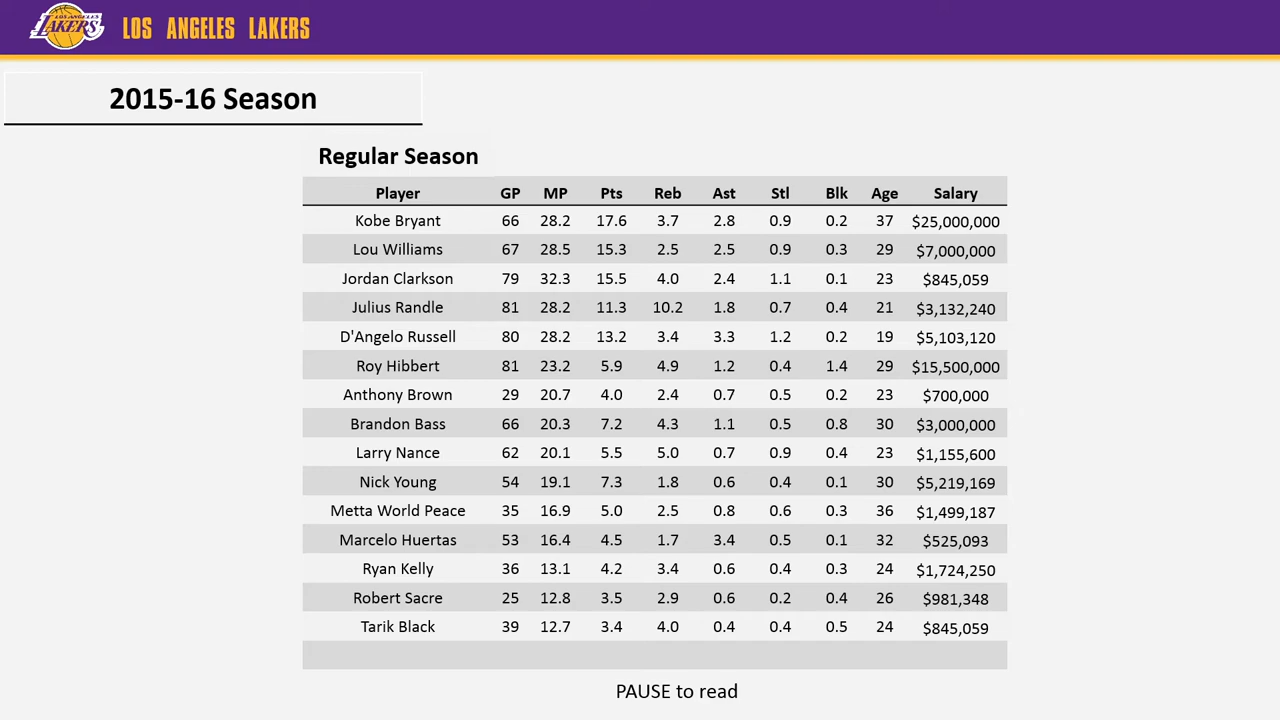 LOS ANGELES LAKERS LOS ANGELES LAKERS
2015-16 Season
Regular Season
Player GP MP Pts Reb Ast Stl Blk Age Salary
Kobe Bryant 66 28.2 17.6 3.7 2.8 0.9 0.2 37 $25,000,000
Lou Williams 67 28.5 15.3 2.5 2.5 0.9 0.3 29 $7,000,000
Jordan Clarkson 79 32.3 15.5 4.0 2.4 1.1 0.1 23 $845,059
Julius Randle 81 28.2 11.3 10.2 1.8 0.7 0.4 21 $3,132,240
D'Angelo Russell 80 28.2 13.2 3.4 3.3 1.2 0.2 19 $5,103,120
Roy Hibbert 81 23.2 5.9 4.9 1.2 0.4 1.4 29 $15,500,000
Anthony Brown 29 20.7 4.0 2.4 0.7 0.5 0.2 23 $700,000
Brandon Bass 66 20.3 7.2 4.3 1.1 0.5 0.8 30 $3,000,000
Larry Nance 62 20.1 5.5 5.0 0.7 0.9 0.4 23 $1,155,600
Nick Young 54 19.1 7.3 1.8 0.6 0.4 0.1 30 $5,219,169
Metta World Peace 35 16.9 5.0 2.5 0.8 0.6 0.3 36 $1,499,187
Marcelo Huertas 53 16.4 4.5 1.7 3.4 0.5 0.1 32 $525,093
Ryan Kelly 36 13.1 4.2 3.4 0.6 0.4 0.3 24 $1,724,250
Robert Sacre 25 12.8 3.5 2.9 0.6 0.2 0.4 26 $981,348
Tarik Black 39 12.7 3.4 4.0 0.4 0.4 0.5 24 $845,059
PAUSE to read